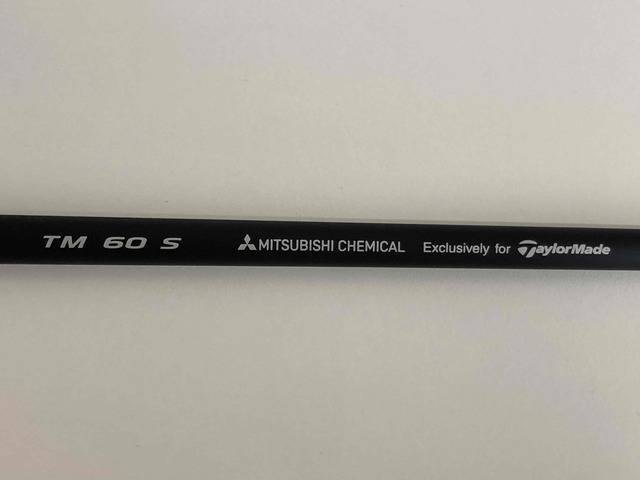 TM 60 S MITSUBISHI CHEMICAL Exclusively for TaylorMade